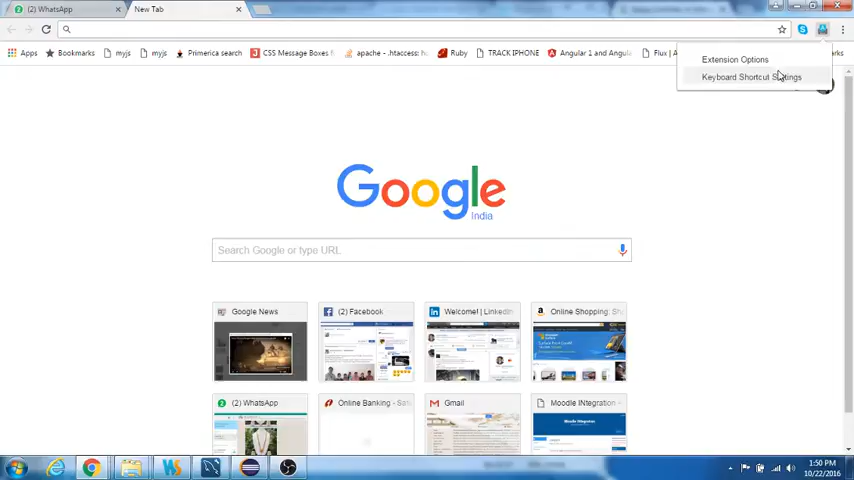 (2) WhatsApp
New Tab
Apps
Bookmarks
myjs
myjs
Primerica search
CSS Message Boxes f
apache - .htaccess: h
Ruby
TRACK IPHONE
Angular 1 and Angula
Flux | A
Extension Options
Keyboard Shortcut Settings
Google
India
Search Google or type URL
Google News
(2) Facebook
Welcome! | LinkedIn
Online Shopping: Sh
(2) WhatsApp
Online Banking - Sat
Gmail
Moodle INtegration
1:50 PM
10/22/2016